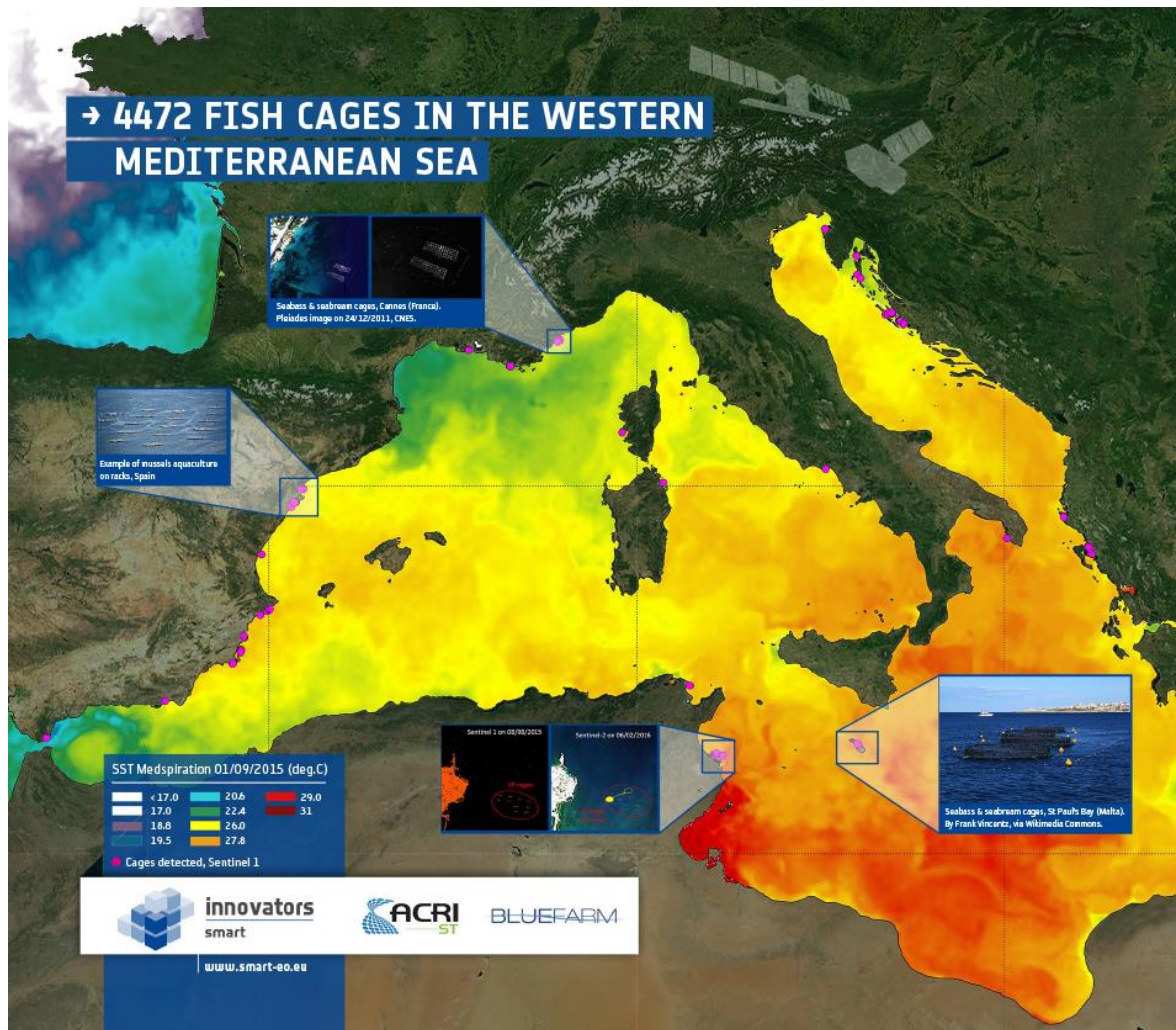 → 4472 FISH CAGES IN THE WESTERN
MEDITERRANEAN SEA
Seabass & seabream cages, Cannes (France).
Pleiades image on 24/12/2011, CNES.
Example of mussels aquaculture
on racks, Spain
Sentinel 1 on 08/08/2015
Sentinel-2 on 06/02/2016
Seabass & seabream cages, St Paul's Bay (Malta).
By Frank Vincentz, via Wikimedia Commons.
SST Medspiration 01/09/2015 (deg.C)
<17.0 20.6 29.0
17.0 22.4 31
18.8 26.0
19.5 27.8
Cages detected, Sentinel 1
innovators
smart
ACRI
ST
BLUEFARM
www.smart-eo.eu